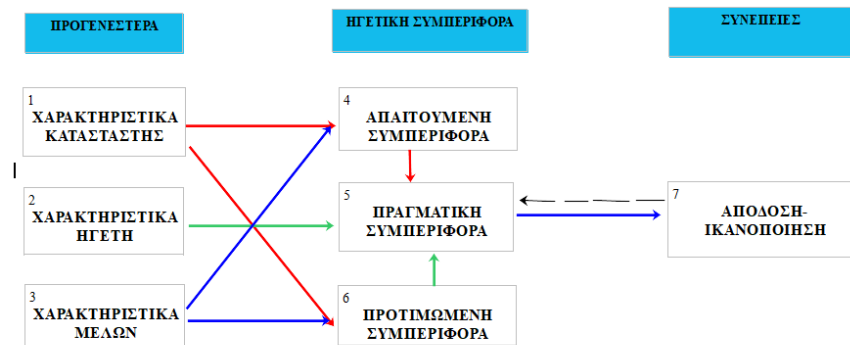 ΠΡΟΓΕΝΕΣΤΕΡΑ
ΗΓΕΤΙΚΗ ΣΥΜΠΕΡΙΦΟΡΑ
ΣΥΝΕΠΕΙΕΣ
1
ΧΑΡΑΚΤΗΡΙΣΤΙΚΑ
ΚΑΤΑΣΤΑΣΤΗΣ
4
ΑΠΑΙΤΟΥΜΕΝΗ
ΣΥΜΠΕΡΙΦΟΡΑ
2
ΧΑΡΑΚΤΗΡΙΣΤΙΚΑ
ΗΓΕΤΗ
5
ΠΡΑΓΜΑΤΙΚΗ
ΣΥΜΠΕΡΙΦΟΡΑ
7
ΑΠΟΔΟΣΗ-
ΙΚΑΝΟΠΟΙΗΣΗ
3
ΧΑΡΑΚΤΗΡΙΣΤΙΚΑ
ΜΕΛΩΝ
6
ΠΡΟΤΙΜΩΜΕΝΗ
ΣΥΜΠΕΡΙΦΟΡΑ